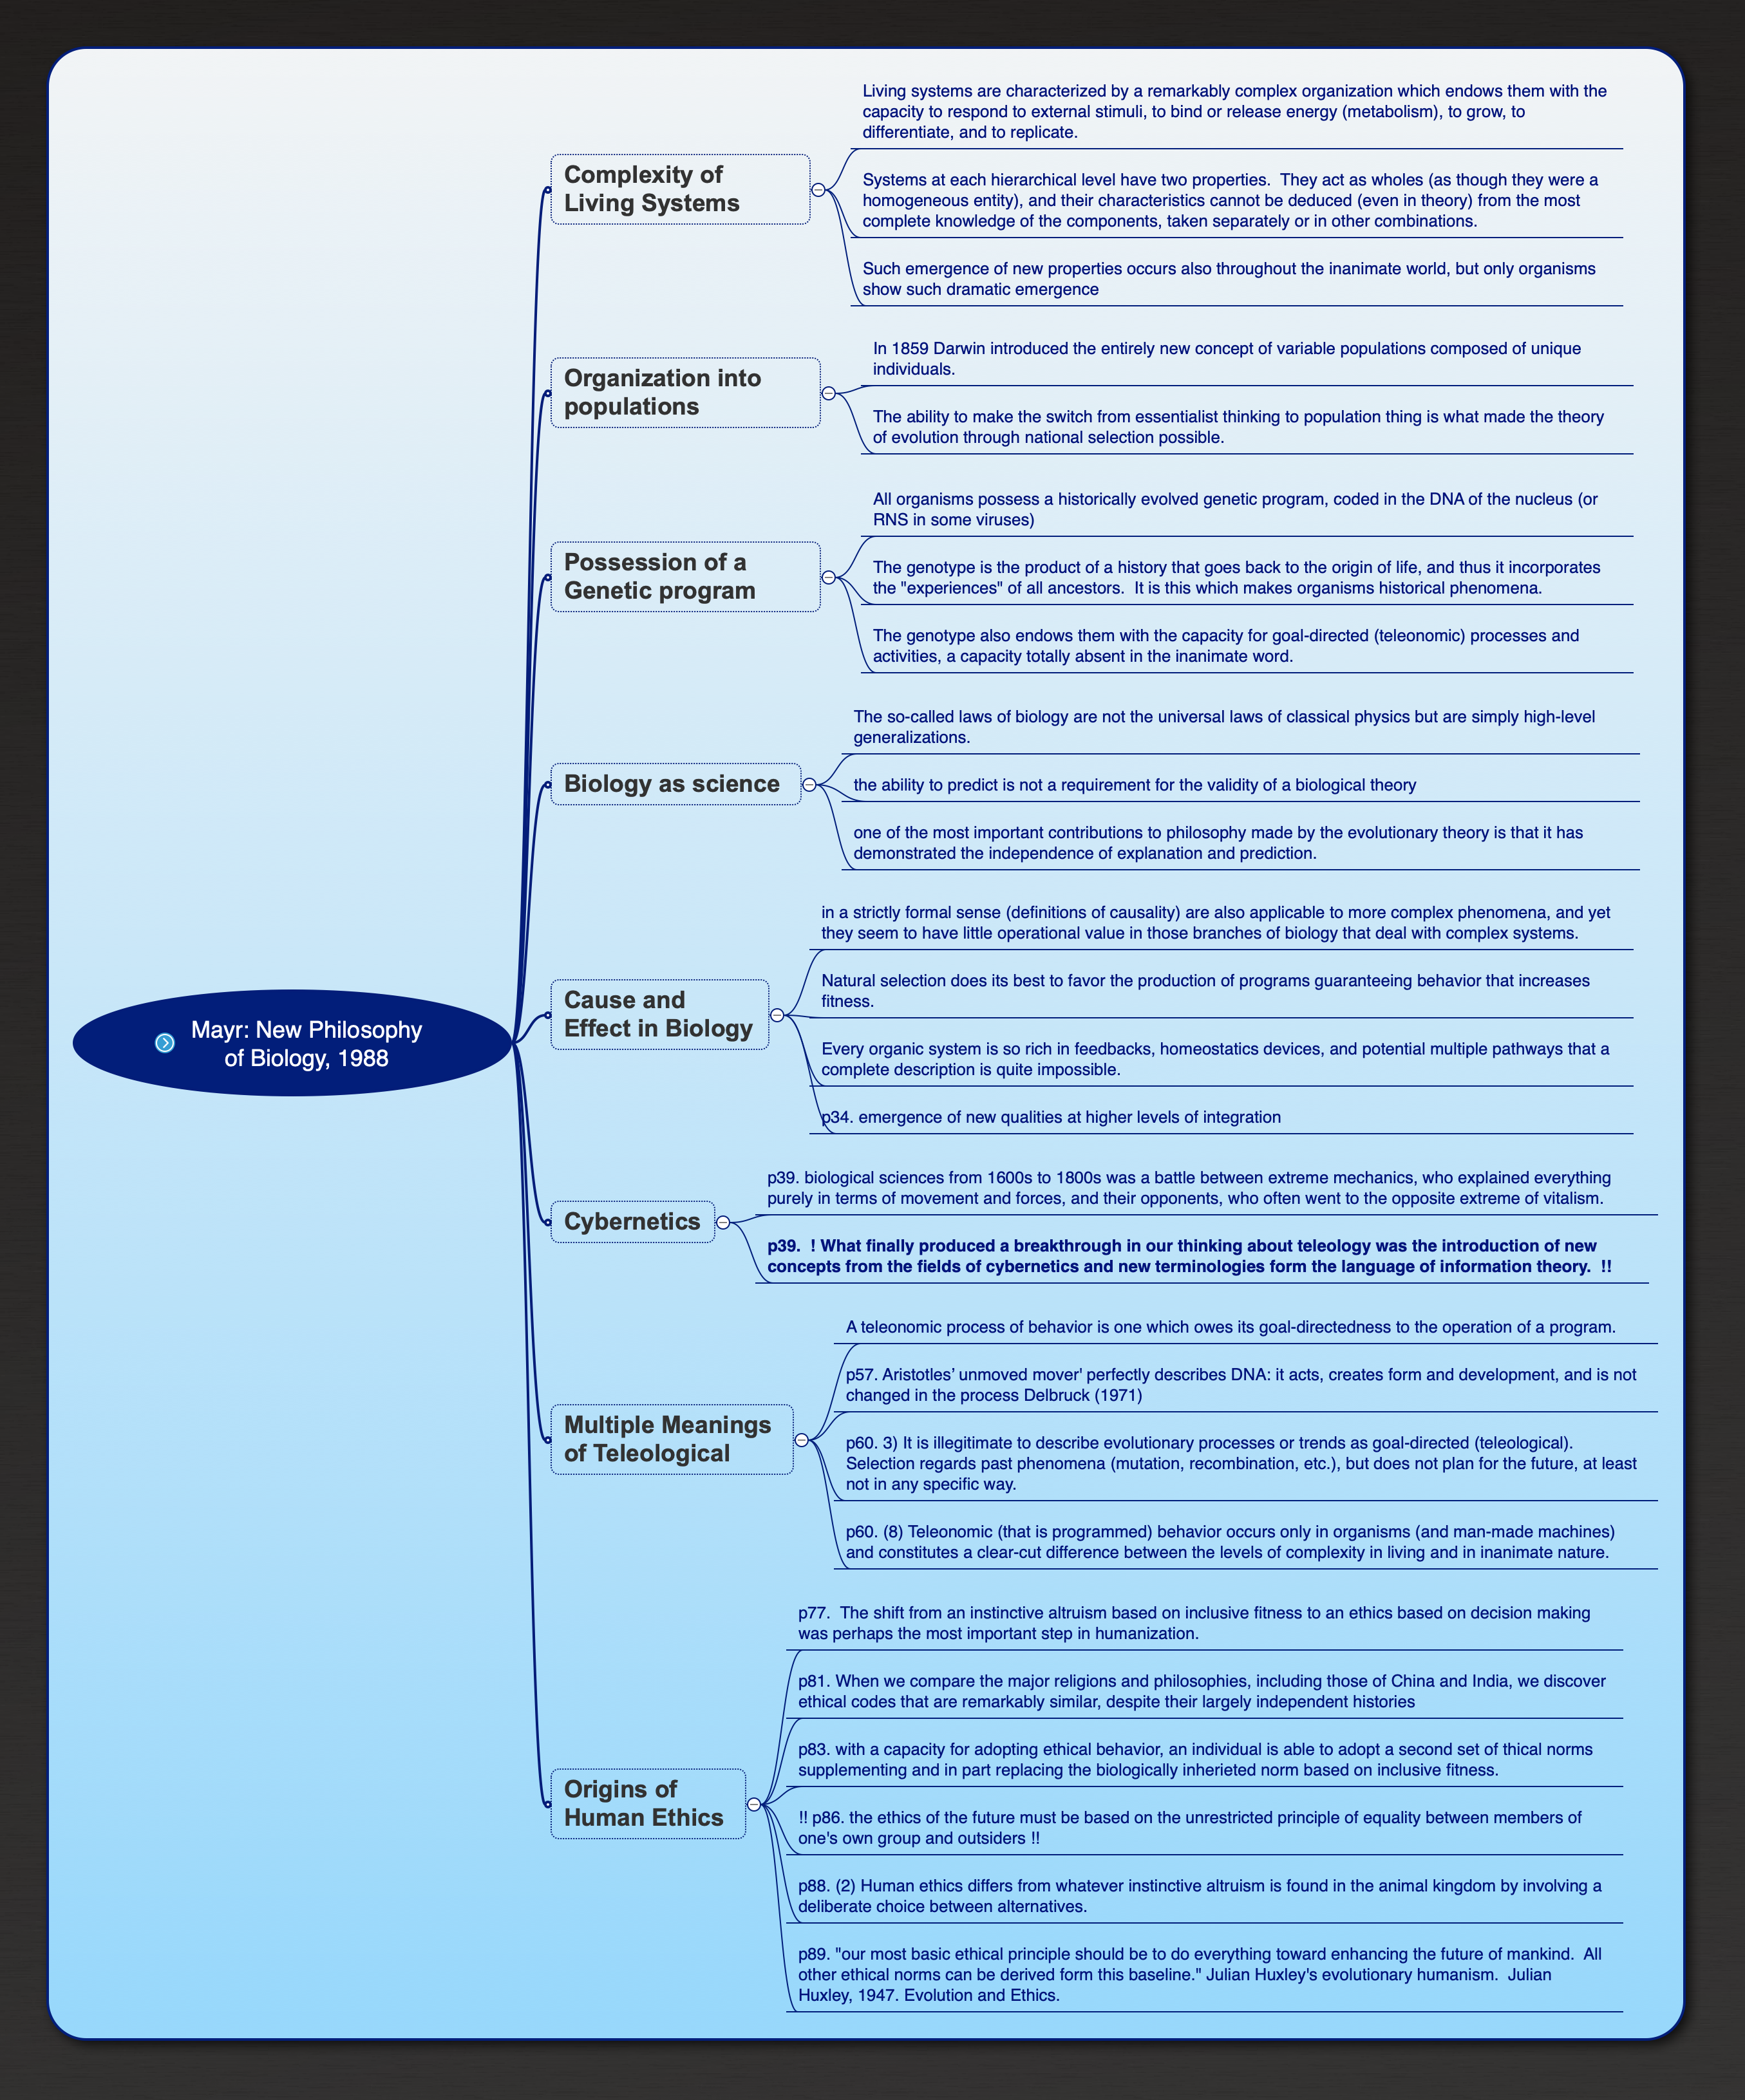 Mayr: New Philosophy
of Biology, 1988
Complexity of
Living Systems
Living systems are characterized by a remarkably complex organization which endows them with the
capacity to respond to external stimuli, to bind or release energy (metabolism), to grow, to
differentiate, and to replicate.
Systems at each hierarchical level have two properties.  They act as wholes (as though they were a
homogeneous entity), and their characteristics cannot be deduced (even in theory) from the most
complete knowledge of the components, taken separately or in other combinations.
Such emergence of new properties occurs also throughout the inanimate world, but only organisms
show such dramatic emergence
Organization into
populations
In 1859 Darwin introduced the entirely new concept of variable populations composed of unique
individuals.
The ability to make the switch from essentialist thinking to population thing is what made the theory
of evolution through national selection possible.
Possession of a
Genetic program
All organisms possess a historically evolved genetic program, coded in the DNA of the nucleus (or
RNS in some viruses)
The genotype is the product of a history that goes back to the origin of life, and thus it incorporates
the "experiences" of all ancestors.  It is this which makes organisms historical phenomena.
The genotype also endows them with the capacity for goal-directed (teleonomic) processes and
activities, a capacity totally absent in the inanimate word.
Biology as science
The so-called laws of biology are not the universal laws of classical physics but are simply high-level
generalizations.
the ability to predict is not a requirement for the validity of a biological theory
one of the most important contributions to philosophy made by the evolutionary theory is that it has
demonstrated the independence of explanation and prediction.
Cause and
Effect in Biology
in a strictly formal sense (definitions of causality) are also applicable to more complex phenomena, and yet
they seem to have little operational value in those branches of biology that deal with complex systems.
Natural selection does its best to favor the production of programs guaranteeing behavior that increases
fitness.
Every organic system is so rich in feedbacks, homeostatics devices, and potential multiple pathways that a
complete description is quite impossible.
p34. emergence of new qualities at higher levels of integration
Cybernetics
p39. biological sciences from 1600s to 1800s was a battle between extreme mechanics, who explained everything
purely in terms of movement and forces, and their opponents, who often went to the opposite extreme of vitalism.
p39.  ! What finally produced a breakthrough in our thinking about teleology was the introduction of new
concepts from the fields of cybernetics and new terminologies form the language of information theory.  !!
Multiple Meanings
of Teleological
A teleonomic process of behavior is one which owes its goal-directedness to the operation of a program.
p57. Aristotles’ unmoved mover' perfectly describes DNA: it acts, creates form and development, and is not
changed in the process Delbruck (1971)
p60. 3) It is illegitimate to describe evolutionary processes or trends as goal-directed (teleological).
Selection regards past phenomena (mutation, recombination, etc.), but does not plan for the future, at least
not in any specific way.
p60. (8) Teleonomic (that is programmed) behavior occurs only in organisms (and man-made machines)
and constitutes a clear-cut difference between the levels of complexity in living and in inanimate nature.
Origins of
Human Ethics
p77.  The shift from an instinctive altruism based on inclusive fitness to an ethics based on decision making
was perhaps the most important step in humanization.
p81. When we compare the major religions and philosophies, including those of China and India, we discover
ethical codes that are remarkably similar, despite their largely independent histories
p83. with a capacity for adopting ethical behavior, an individual is able to adopt a second set of thical norms
supplementing and in part replacing the biologically inherieted norm based on inclusive fitness.
!! p86. the ethics of the future must be based on the unrestricted principle of equality between members of
one's own group and outsiders !!
p88. (2) Human ethics differs from whatever instinctive altruism is found in the animal kingdom by involving a
deliberate choice between alternatives.
p89. "our most basic ethical principle should be to do everything toward enhancing the future of mankind.  All
other ethical norms can be derived form this baseline." Julian Huxley's evolutionary humanism.  Julian
Huxley, 1947. Evolution and Ethics.